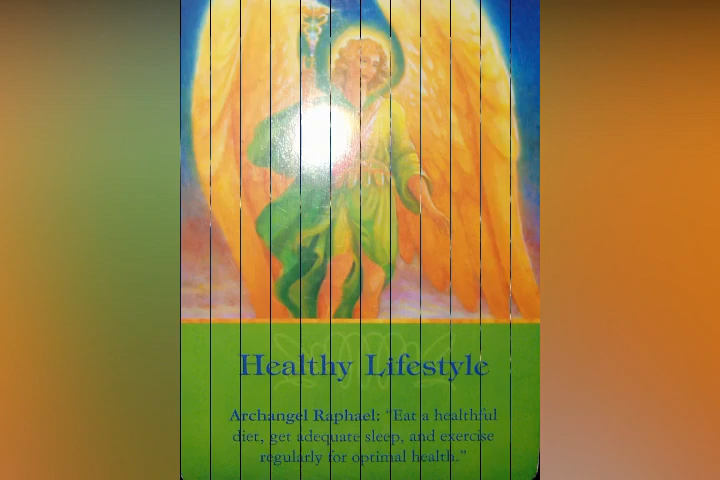 Healthy Lifestyle
Archangel Raphael: "Eat a healthful
diet, get adequate sleep, and exercise
regularly for optimal health."